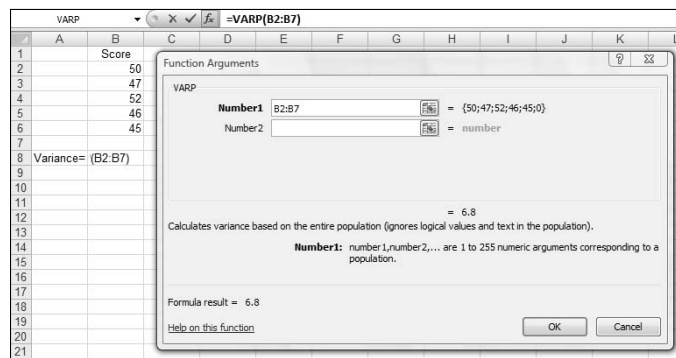 VARP =VARP(B2:B7)
A B C D E F G H I J K L
1 Score
2 50
3 47
4 52
5 46
6 45
7
8 Variance= (B2:B7)
9
10
11
12
13
14
15
16
17
18
19
20
21
Function Arguments
VARP
Number1 B2:B7 = {50;47;52;46;45;0}
Number2 = number
= 6.8
Calculates variance based on the entire population (ignores logical values and text in the population).
Number1: number1,number2,... are 1 to 255 numeric arguments corresponding to a
population.
Formula result = 6.8
Help on this function OK Cancel